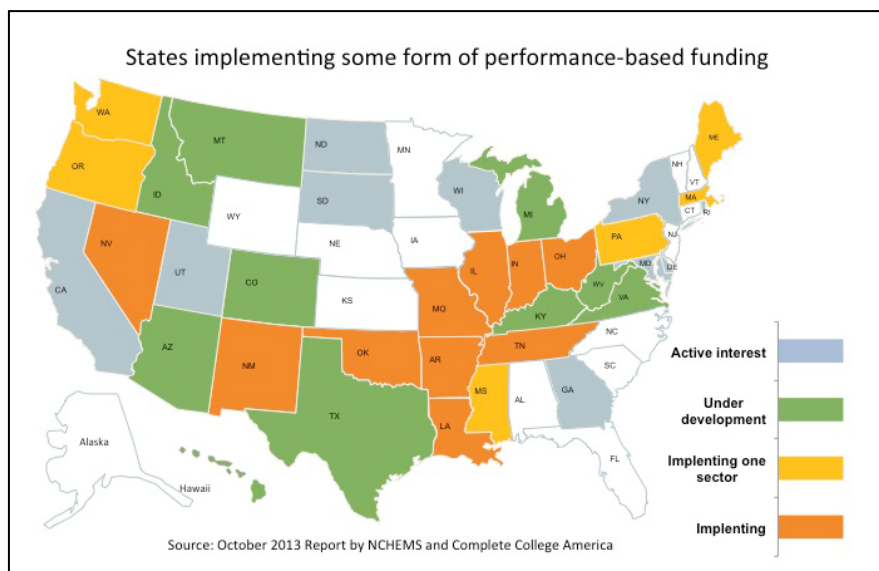 States implementing some form of performance-based funding
WA
MT
ND
MN
ME
OR
ID
SD
WI
NH
VT
NY
MA
CT
RI
WY
MI
NV
NE
IA
PA
NJ
CA
UT
CO
KS
MO
IL
IN
OH
MD
DE
WV
VA
KY
AZ
NM
OK
AR
TN
NC
SC
TX
LA
MS
AL
GA
FL
Alaska
Hawaii
Active interest
Under
development
Implenting one
sector
Implenting
Source: October 2013 Report by NCHEMS and Complete College America